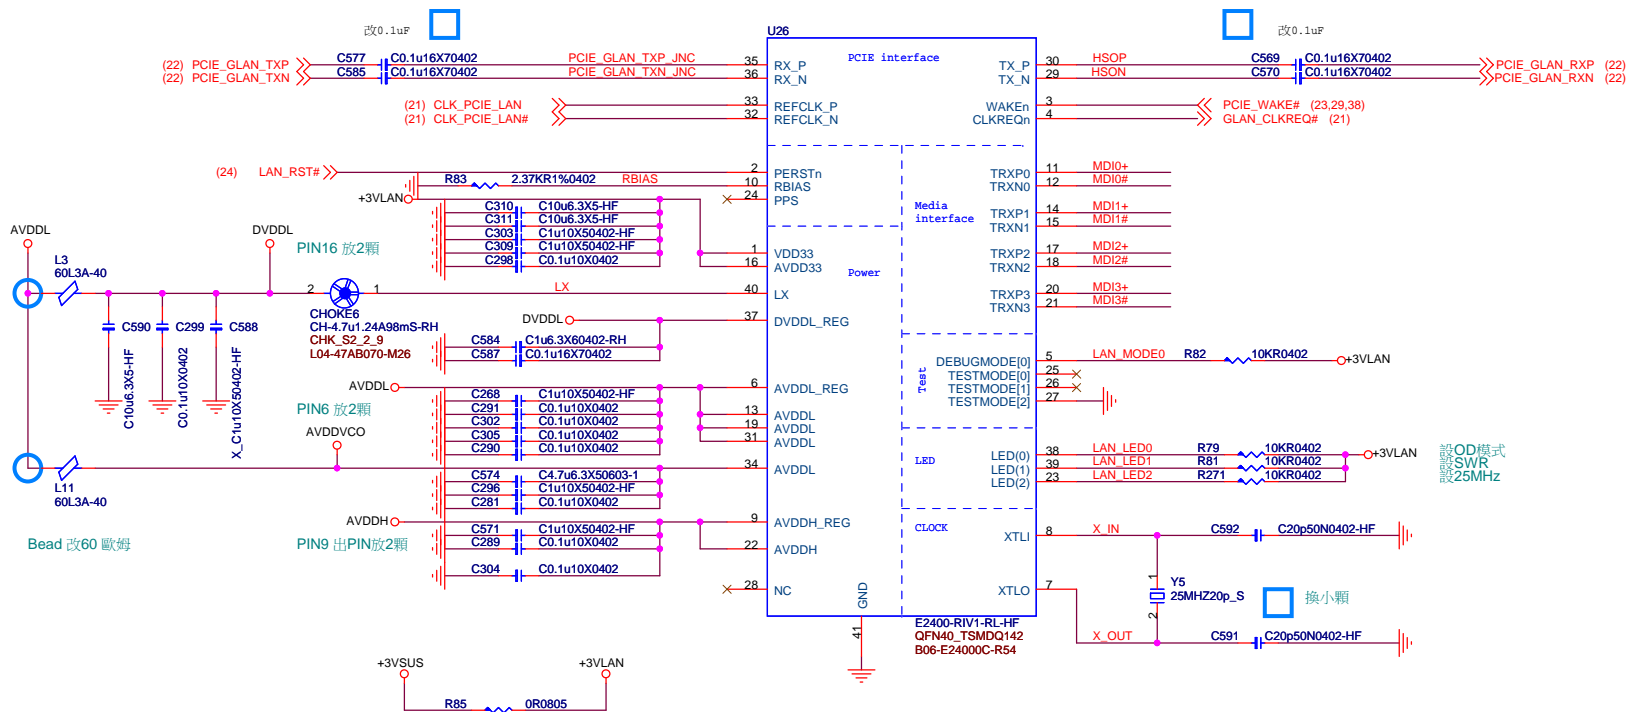 改0.1uF
改0.1uF
U26
PCIE interface
(22) PCIE_GLAN_TXP
C577
C0.1u16X70402
PCIE_GLAN_TXP_JNC
35
RX_P
TX_P
30
HSOP
C569
C0.1u16X70402
PCIE_GLAN_RXP (22)
(22) PCIE_GLAN_TXN
C585
C0.1u16X70402
PCIE_GLAN_TXN_JNC
36
RX_N
TX_N
29
HSON
C570
C0.1u16X70402
PCIE_GLAN_RXN (22)
(21) CLK_PCIE_LAN
33
REFCLK_P
WAKEn
3
PCIE_WAKE# (23,29,38)
(21) CLK_PCIE_LAN#
32
REFCLK_N
CLKREQn
4
GLAN_CLKREQ# (21)
(24) LAN_RST#
2
PERSTn
TRXP0
11
MDI0+
R83
2.37KR1%0402
RBIAS
10
RBIAS
TRXN0
12
MDI0#
+3VLAN
24
PPS
Media
interface
C310
C10u6.3X5-HF
TRXP1
14
MDI1+
C311
C10u6.3X5-HF
TRXN1
15
MDI1#
C303
C1u10X50402-HF
C309
C1u10X50402-HF
1
VDD33
TRXP2
17
MDI2+
C298
C0.1u10X0402
16
AVDD33
TRXN2
18
MDI2#
Power
AVDDL
DVDDL
PIN16 放2顆
L3
60L3A-40
2
1
LX
40
LX
TRXP3
20
MDI3+
TRXN3
21
MDI3#
CHOKE6
CH-4.7u1.24A98mS-RH
CHK_S2_2_9
L04-47AB070-M26
C590
C299
C588
C10u6.3X5-HF
C0.1u10X0402
X_C1u10X50402-HF
DVDDL
37
DVDDL_REG
C584
C1u6.3X60402-RH
C587
C0.1u16X70402
Test
DEBUGMODE[0]
5
LAN_MODE0
R82
10KR0402
+3VLAN
TESTMODE[0]
25
TESTMODE[1]
26
TESTMODE[2]
27
AVDDL
6
AVDDL_REG
PIN6 放2顆
C268
C1u10X50402-HF
C291
C0.1u10X0402
13
AVDDL
C302
C0.1u10X0402
19
AVDDL
C305
C0.1u10X0402
31
AVDDL
C290
C0.1u10X0402
AVDDVCO
34
AVDDL
LED
LED(0)
38
LAN_LED0
R79
10KR0402
+3VLAN
設OD模式
LED(1)
39
LAN_LED1
R81
10KR0402
設SWR
LED(2)
23
LAN_LED2
R271
10KR0402
設25MHz
L11
60L3A-40
C574
C4.7u6.3X50603-1
C296
C1u10X50402-HF
C281
C0.1u10X0402
AVDDH
9
AVDDH_REG
CLOCK
Bead 改60 歐姆
PIN9 出PIN放2顆
C571
C1u10X50402-HF
C289
C0.1u10X0402
22
AVDDH
XTLI
8
X_IN
C592
C20p50N0402-HF
C304
C0.1u10X0402
28
NC
GND
41
XTLO
7
1
Y5
25MHZ20p_S
2
換小顆
X_OUT
C591
C20p50N0402-HF
E2400-RIV1-RL-HF
QFN40_TSMDQ142
B06-E24000C-R54
+3VSUS
+3VLAN
R85
0R0805